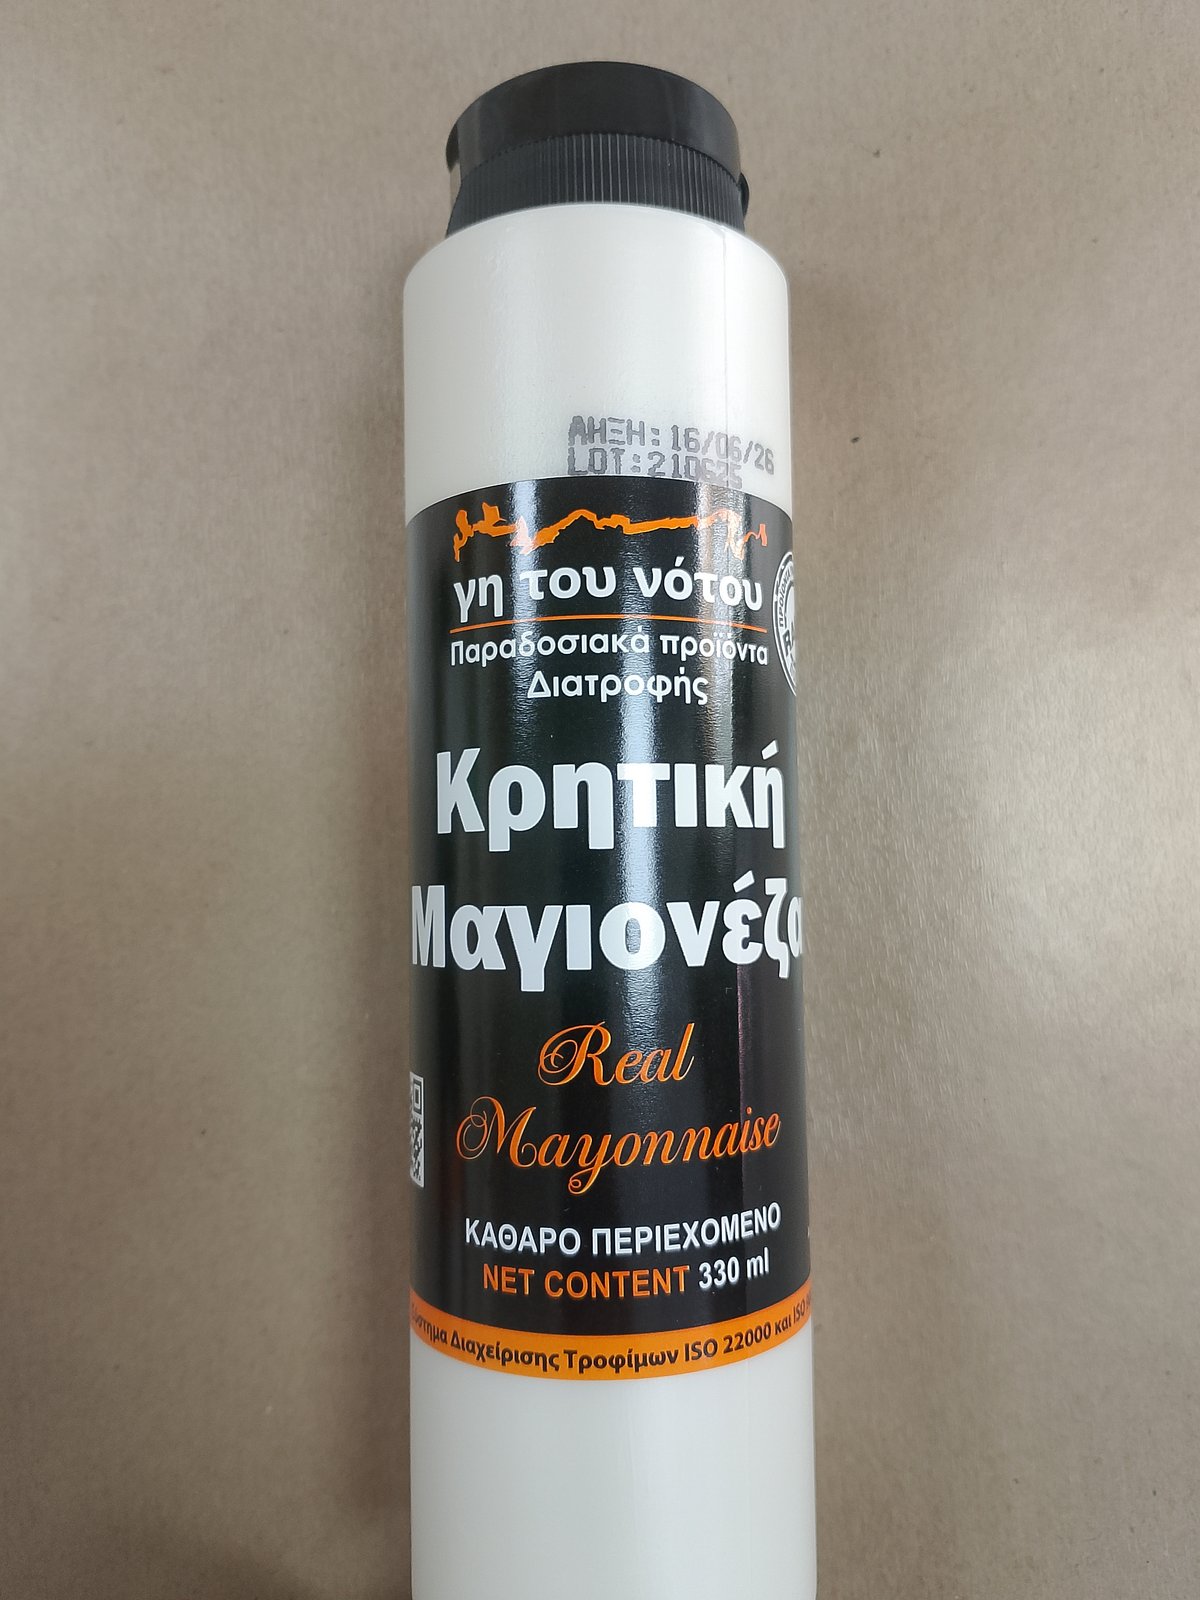 ΛΗΞΗ:16/06/26
LOT:210625
γη του νότου
Παραδοσιακά προϊόντα
Διατροφής
Κρητική
Μαγιονέζα
Real
Mayonnaise
ΚΑΘΑΡΟ ΠΕΡΙΕΧΟΜΕΝΟ
NET CONTENT 330 ml
Διαχείρισης Τροφίμων ISO 22000 και ISO